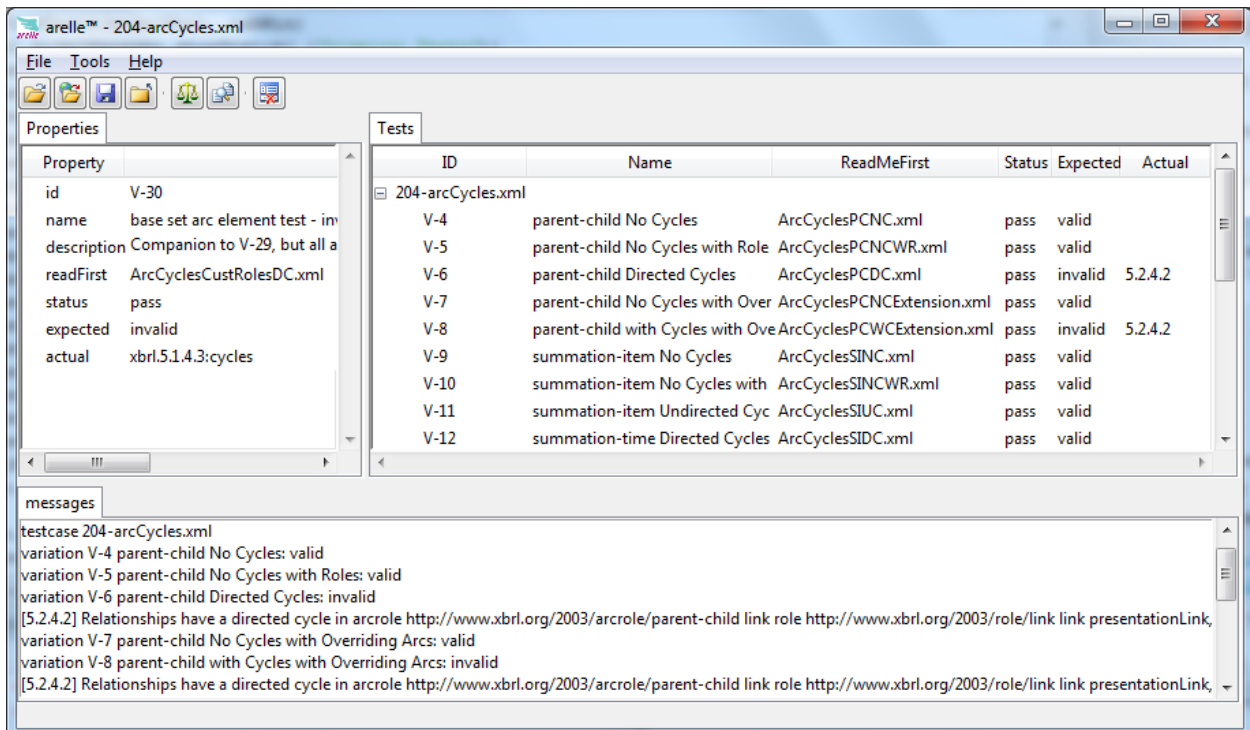 arelle™ - 204-arcCycles.xml
File Tools Help
Properties
Property
id V-30
name base set arc element test - inv
description Companion to V-29, but all a
readFirst ArcCyclesCustRolesDC.xml
status pass
expected invalid
actual xbrl.5.1.4.3:cycles
Tests
ID Name ReadMeFirst Status Expected Actual
204-arcCycles.xml
V-4 parent-child No Cycles ArcCyclesPCNC.xml pass valid
V-5 parent-child No Cycles with Role ArcCyclesPCNCWR.xml pass valid
V-6 parent-child Directed Cycles ArcCyclesPCDC.xml pass invalid 5.2.4.2
V-7 parent-child No Cycles with Over ArcCyclesPCNCExtension.xml pass valid
V-8 parent-child with Cycles with Ove ArcCyclesPCWCExtension.xml pass invalid 5.2.4.2
V-9 summation-item No Cycles ArcCyclesSINC.xml pass valid
V-10 summation-item No Cycles with ArcCyclesSINCWR.xml pass valid
V-11 summation-item Undirected Cyc ArcCyclesSIUC.xml pass valid
V-12 summation-time Directed Cycles ArcCyclesSIDC.xml pass valid
messages
testcase 204-arcCycles.xml
variation V-4 parent-child No Cycles: valid
variation V-5 parent-child No Cycles with Roles: valid
variation V-6 parent-child Directed Cycles: invalid
[5.2.4.2] Relationships have a directed cycle in arcrole http://www.xbrl.org/2003/arcrole/parent-child link role http://www.xbrl.org/2003/role/link link presentationLink,
variation V-7 parent-child No Cycles with Overriding Arcs: valid
variation V-8 parent-child with Cycles with Overriding Arcs: invalid
[5.2.4.2] Relationships have a directed cycle in arcrole http://www.xbrl.org/2003/arcrole/parent-child link role http://www.xbrl.org/2003/role/link link presentationLink,